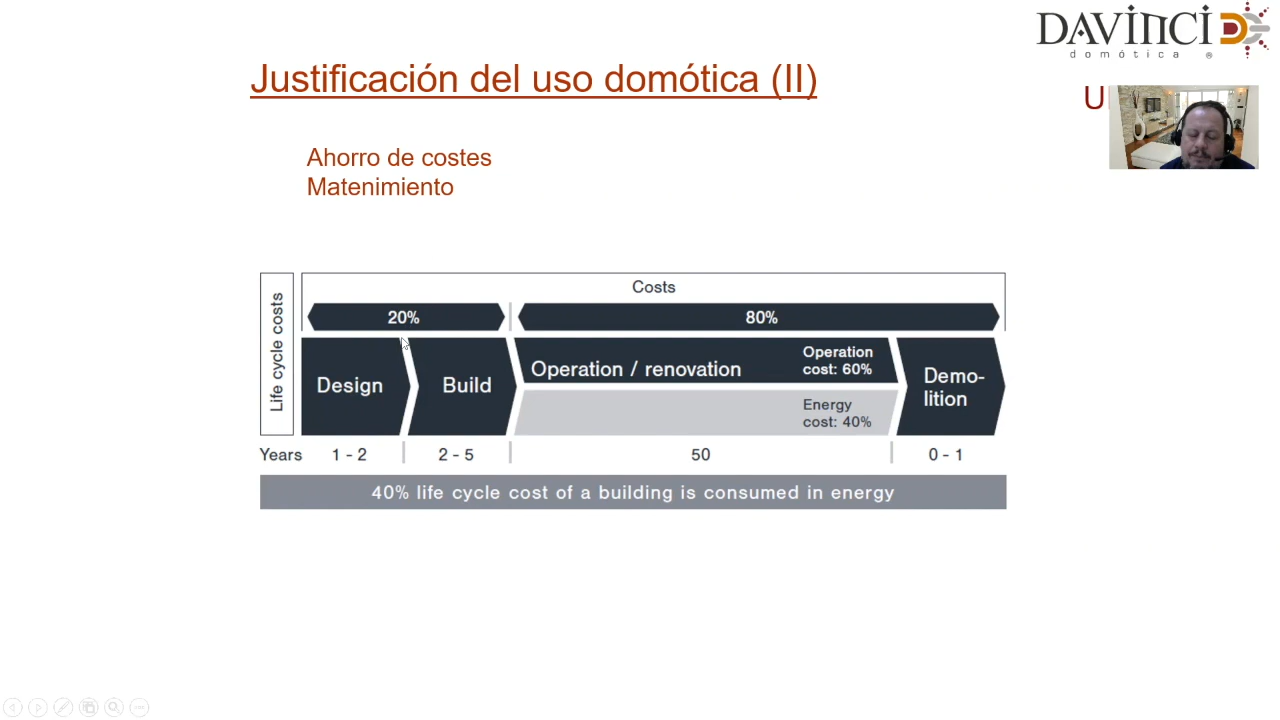 DAVINCI
domótica ®
Justificación del uso domótica (II)
Ahorro de costes
Matenimiento
Life cycle costs
Costs
20%
80%
Design
Build
Operation / renovation
Operation
cost: 60%
Energy
cost: 40%
Demo-
lition
Years
1 - 2
2 - 5
50
0 - 1
40% life cycle cost of a building is consumed in energy